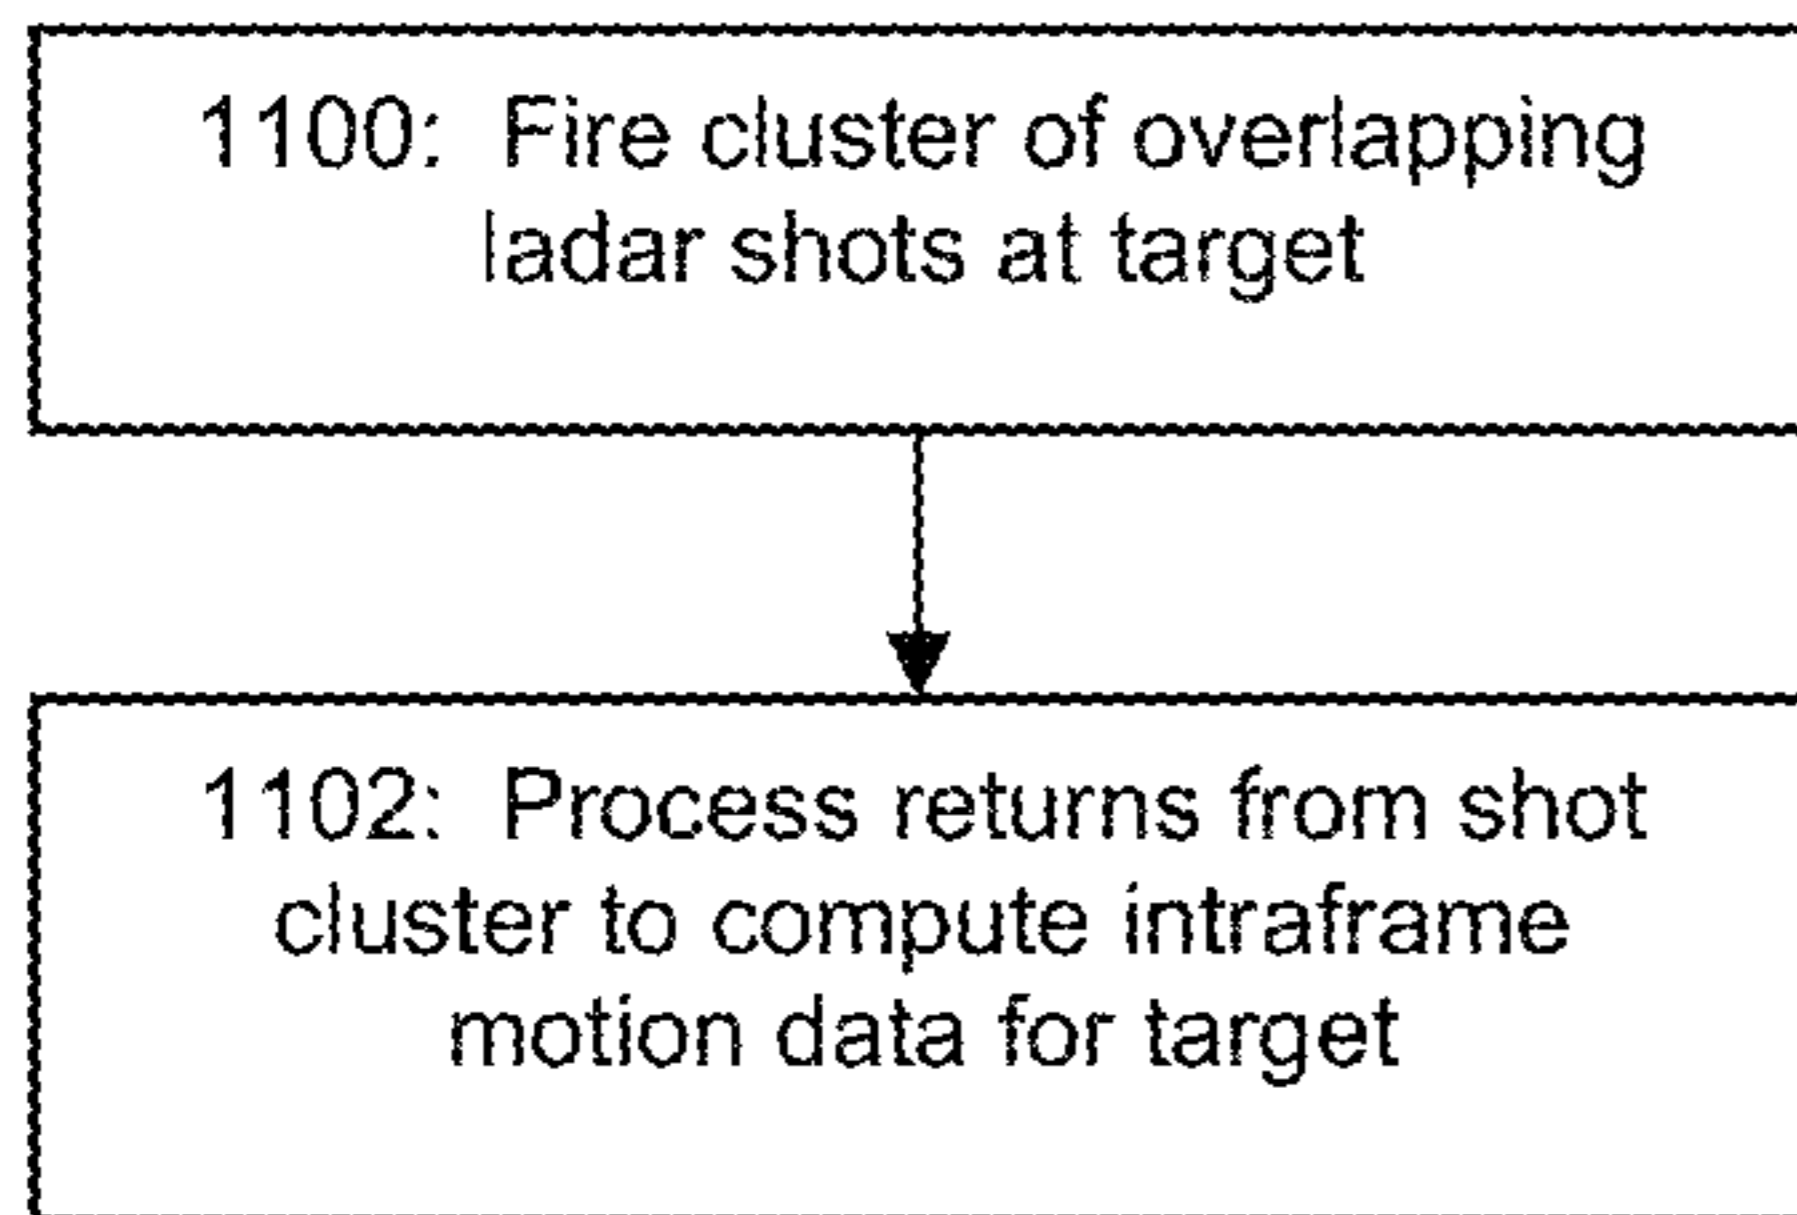 1100: Fire cluster of overlapping
ladar shots at target
1102: Process returns from shot
cluster to compute intraframe
motion data for target